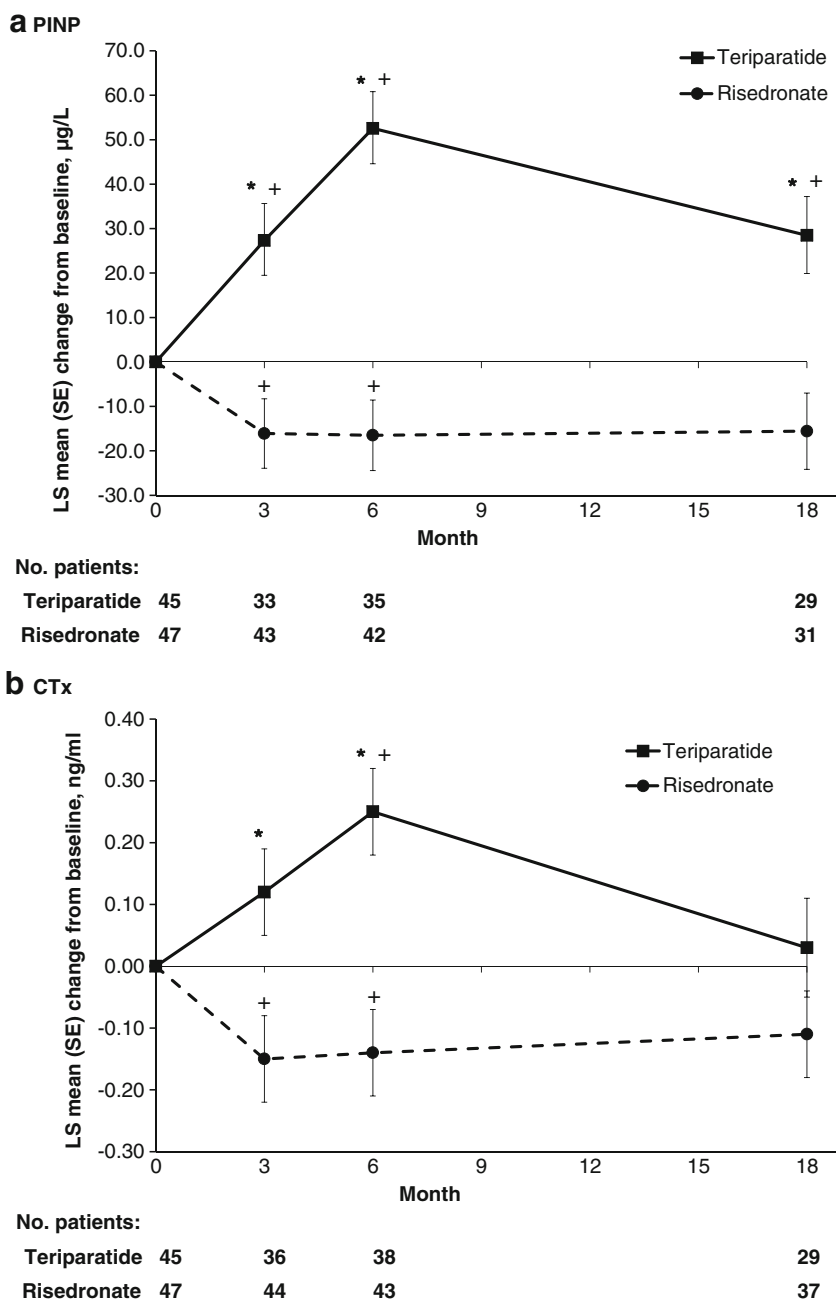 a PINP
LS mean (SE) change from baseline, µg/L
70.0
60.0
50.0
40.0
30.0
20.0
10.0
0.0
-10.0
-20.0
-30.0
Teriparatide
Risedronate
* +
* +
* +
+
+
0 3 6 9 12 15 18
Month
No. patients:
Teriparatide 45 33 35 29
Risedronate 47 43 42 31
b CTx
LS mean (SE) change from baseline, ng/ml
0.40
0.30
0.20
0.10
0.00
-0.10
-0.20
-0.30
Teriparatide
Risedronate
* +
*
+
+
0 3 6 9 12 15 18
Month
No. patients:
Teriparatide 45 36 38 29
Risedronate 47 44 43 37